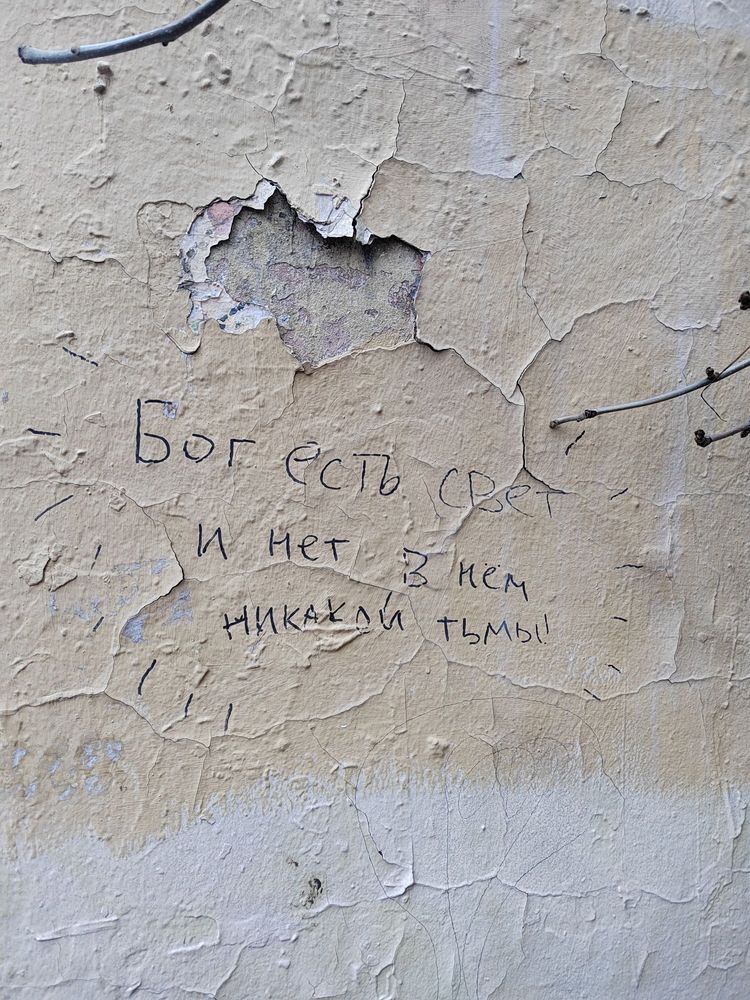 Бог есть свет
и нет в нем
никакой тьмы!